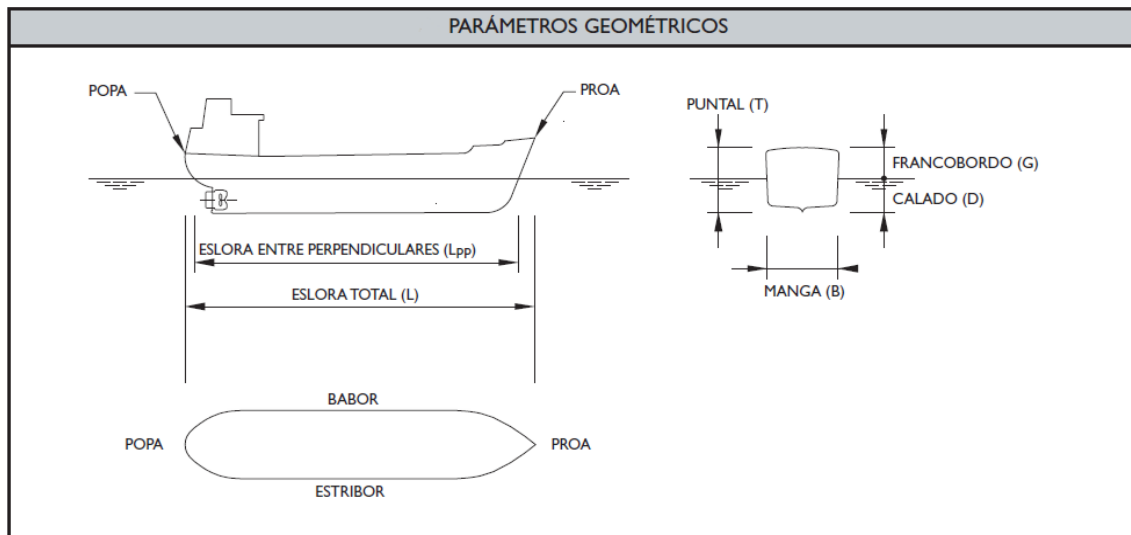 PARÁMETROS GEOMÉTRICOS
POPA
PROA
PUNTAL (T)
FRANCOBORDO (G)
CALADO (D)
ESLORA ENTRE PERPENDICULARES (Lpp)
ESLORA TOTAL (L)
MANGA (B)
BABOR
POPA
PROA
ESTRIBOR